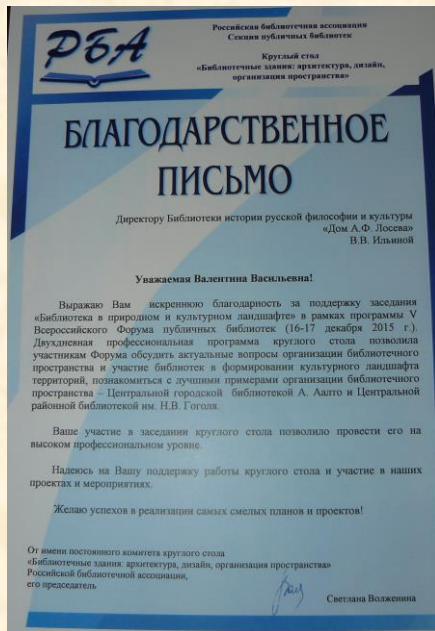 РБА
Российская библиотечная ассоциация
Секция публичных библиотек
Круглый стол
«Библиотечные здания: архитектура, дизайн,
организация пространства»
БЛАГОДАРСТВЕННОЕ
ПИСЬМО
Директору Библиотеки истории русской философии и культуры
«Дом А.Ф. Лосева»
В.В. Ильиной
Уважаемая Валентина Васильевна!
Выражаю Вам искреннюю благодарность за поддержку заседания
«Библиотека в природном и культурном ландшафте» в рамках программы V
Всероссийского Форума публичных библиотек (16-17 декабря 2015 г.).
Двухдневная профессиональная программа круглого стола позволила
участникам Форума обсудить актуальные вопросы организации библиотечного
пространства и участие библиотек в формировании культурного ландшафта
территорий, познакомиться с лучшими примерами организации библиотечного
пространства – Центральной городской библиотекой А. Аалто и Центральной
районной библиотекой им. Н.В. Гоголя.
Ваше участие в заседании круглого стола позволило провести его на
высоком профессиональном уровне.
Надеюсь на Вашу поддержку работы круглого стола и участие в наших
проектах и мероприятиях.
Желаю успехов в реализации самых смелых планов и проектов!
От имени постоянного комитета круглого стола
«Библиотечные здания: архитектура, дизайн, организация пространства»
Российской библиотечной ассоциации,
его председатель
Светлана Волженина